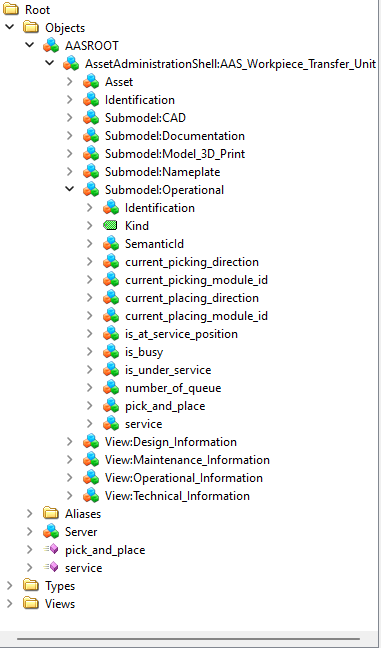 Root
Objects
AASROOT
AssetAdministrationShell:AAS_Workpiece_Transfer_Unit
Asset
Identification
Submodel:CAD
Submodel:Documentation
Submodel:Model_3D_Print
Submodel:Nameplate
Submodel:Operational
Identification
Kind
SemanticId
current_picking_direction
current_picking_module_id
current_placing_direction
current_placing_module_id
is_at_service_position
is_busy
is_under_service
number_of_queue
pick_and_place
service
View:Design_Information
View:Maintenance_Information
View:Operational_Information
View:Technical_Information
Aliases
Server
pick_and_place
service
Types
Views